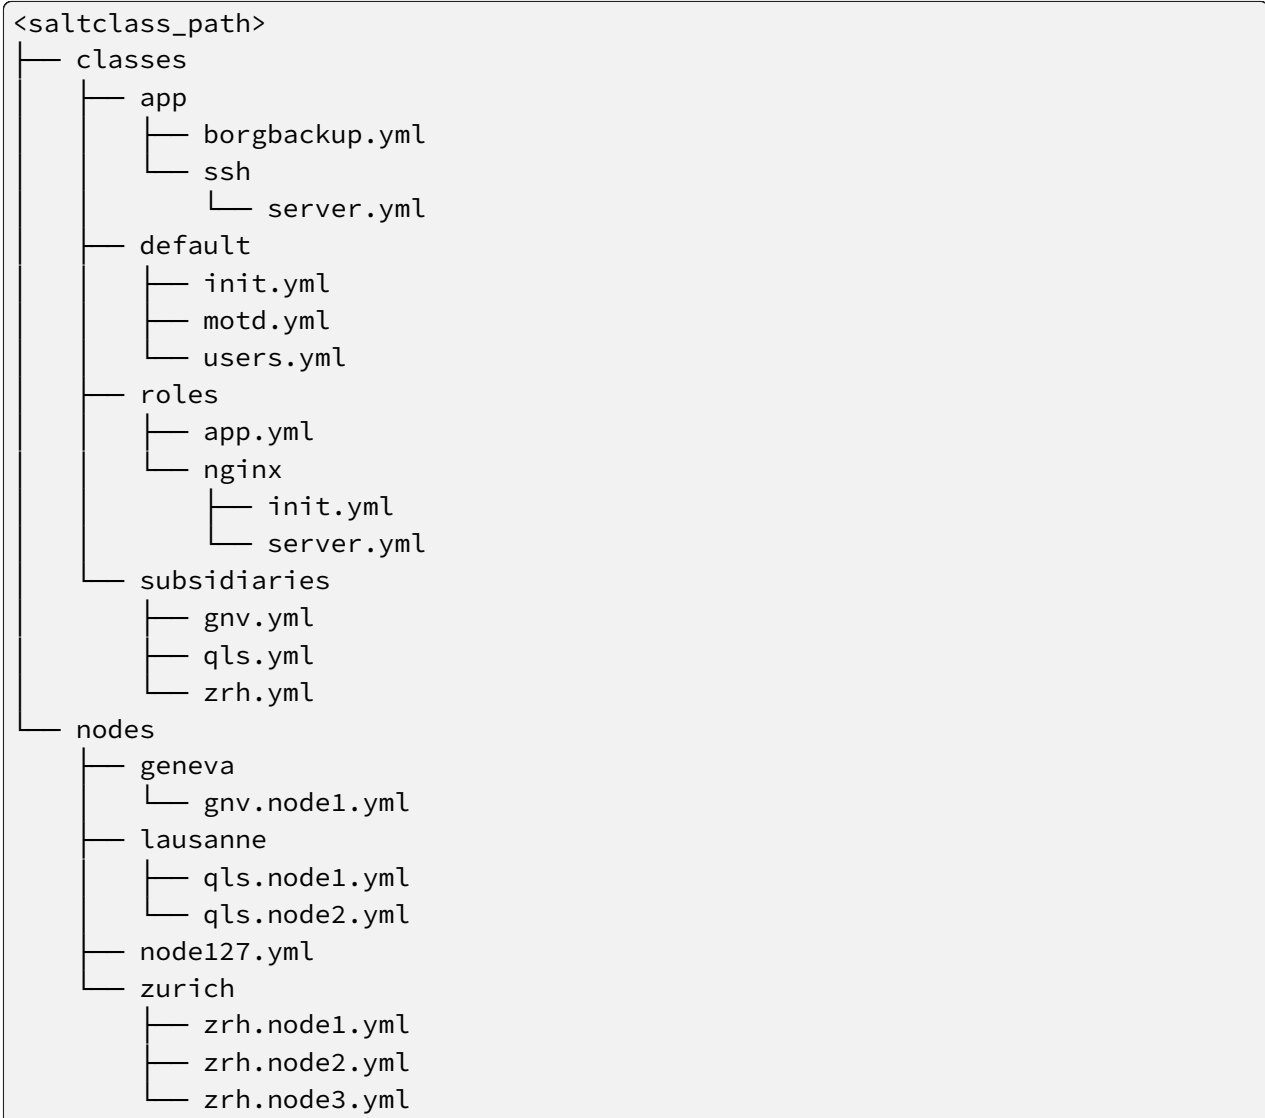 <saltclass_path>
├── classes
│   ├── app
│   │   ├── borgbackup.yml
│   │   └── ssh
│   │       └── server.yml
│   ├── default
│   │   ├── init.yml
│   │   ├── motd.yml
│   │   └── users.yml
│   ├── roles
│   │   ├── app.yml
│   │   └── nginx
│   │       ├── init.yml
│   │       └── server.yml
│   └── subsidiaries
│       ├── gnv.yml
│       ├── qls.yml
│       └── zrh.yml
└── nodes
    ├── geneva
    │   └── gnv.node1.yml
    ├── lausanne
    │   ├── qls.node1.yml
    │   └── qls.node2.yml
    ├── node127.yml
    └── zurich
        ├── zrh.node1.yml
        ├── zrh.node2.yml
        └── zrh.node3.yml